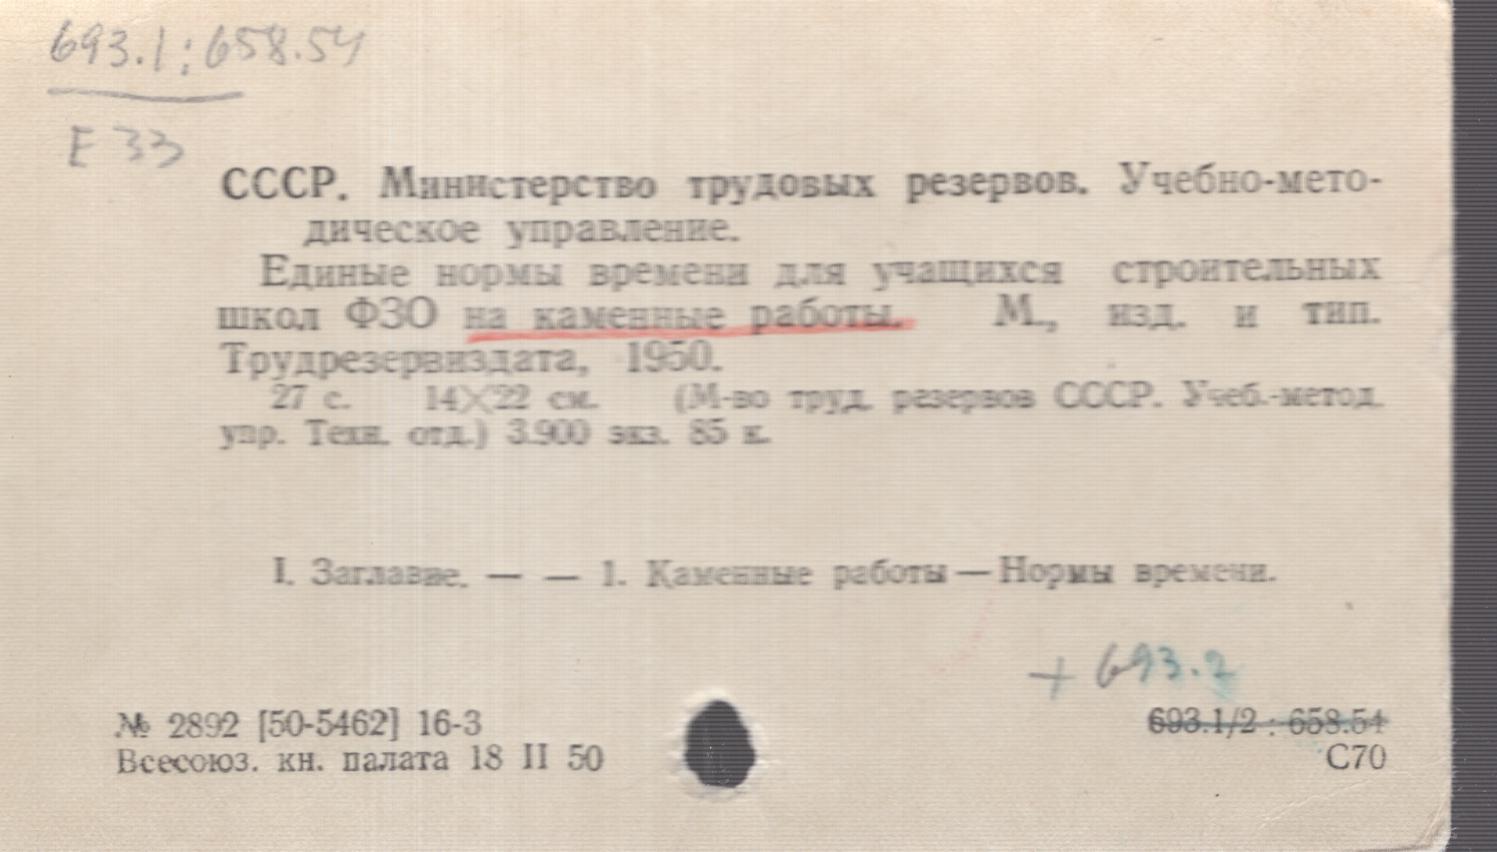 693.1:658.54
Е 33
СССР. Министерство трудовых резервов. Учебно-мето-
дическое управление.
Единые нормы времени для учащихся строительных
школ ФЗО на каменные работы. М., изд. и тип.
Трудрезервиздата, 1950.
27 с. 14×22 см. (М-во труд. резервов СССР. Учеб.-метод.
упр. Техн. отд.) 3.900 экз. 85 к.
I. Заглавие. — — 1. Каменные работы — Нормы времени.
+ 693.2
№ 2892 [50-5462] 16-3
693.1/2 : 658.54
Всесоюз. кн. палата 18 II 50
С70